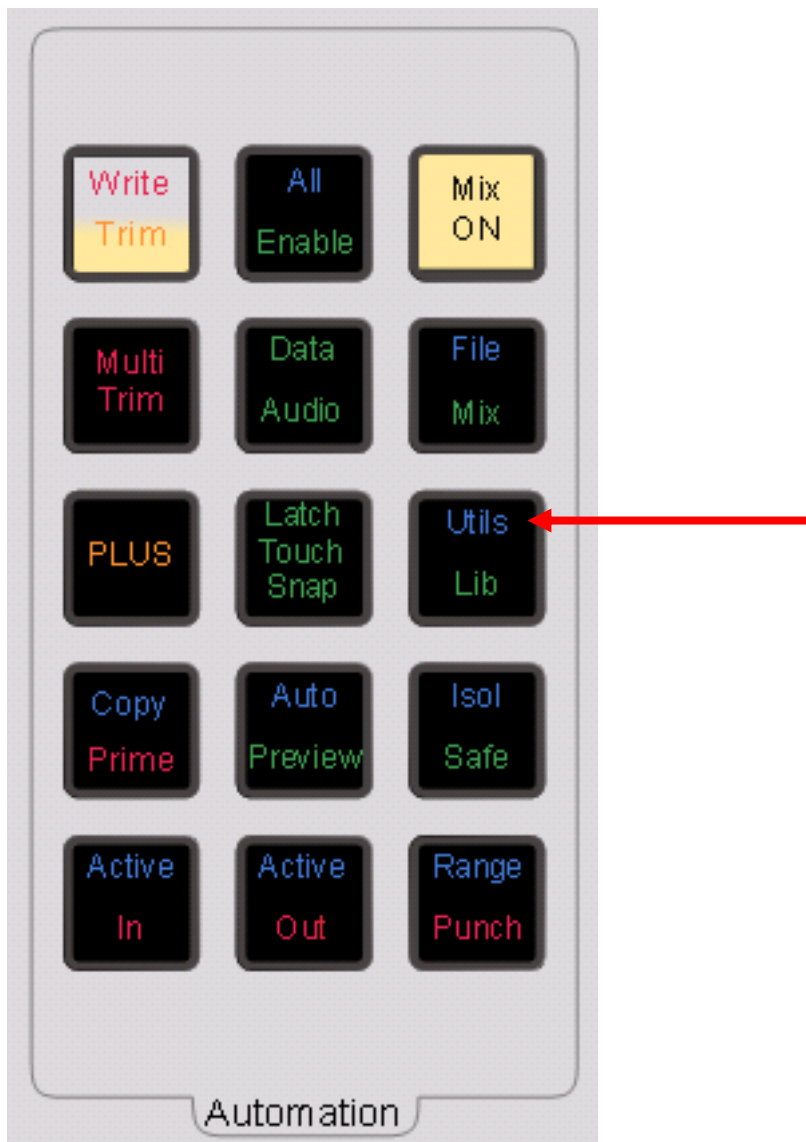 Write
Trim
All
Enable
Mix
ON
Multi
Trim
Data
Audio
File
Mix
PLUS
Latch
Touch
Snap
Utils
Lib
Copy
Prime
Auto
Preview
Isol
Safe
Active
In
Active
Out
Range
Punch
Automation